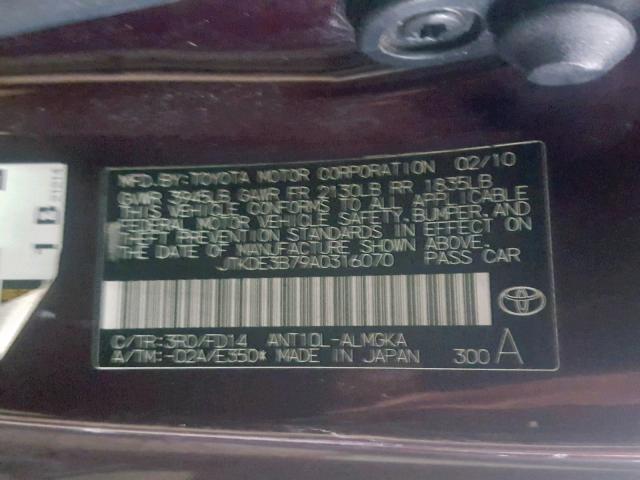 MFD.BY:TOYOTA MOTOR CORPORATION 02/10
GVWR 3945LB GAWR FR 2130LB RR 1835LB
THIS VEHICLE CONFORMS TO ALL APPLICABLE
FEDERAL MOTOR VEHICLE SAFETY,BUMPER,AND
THEFT PREVENTION STANDARDS IN EFFECT ON
THE DATE OF MANUFACTURE SHOWN ABOVE.
JTKDE3B79A0316070 PASS CAR
C/TR:3R0/FD14 ANT10L-ALMGKA
A/TM:-02A/E350* MADE IN JAPAN 300 A
1B